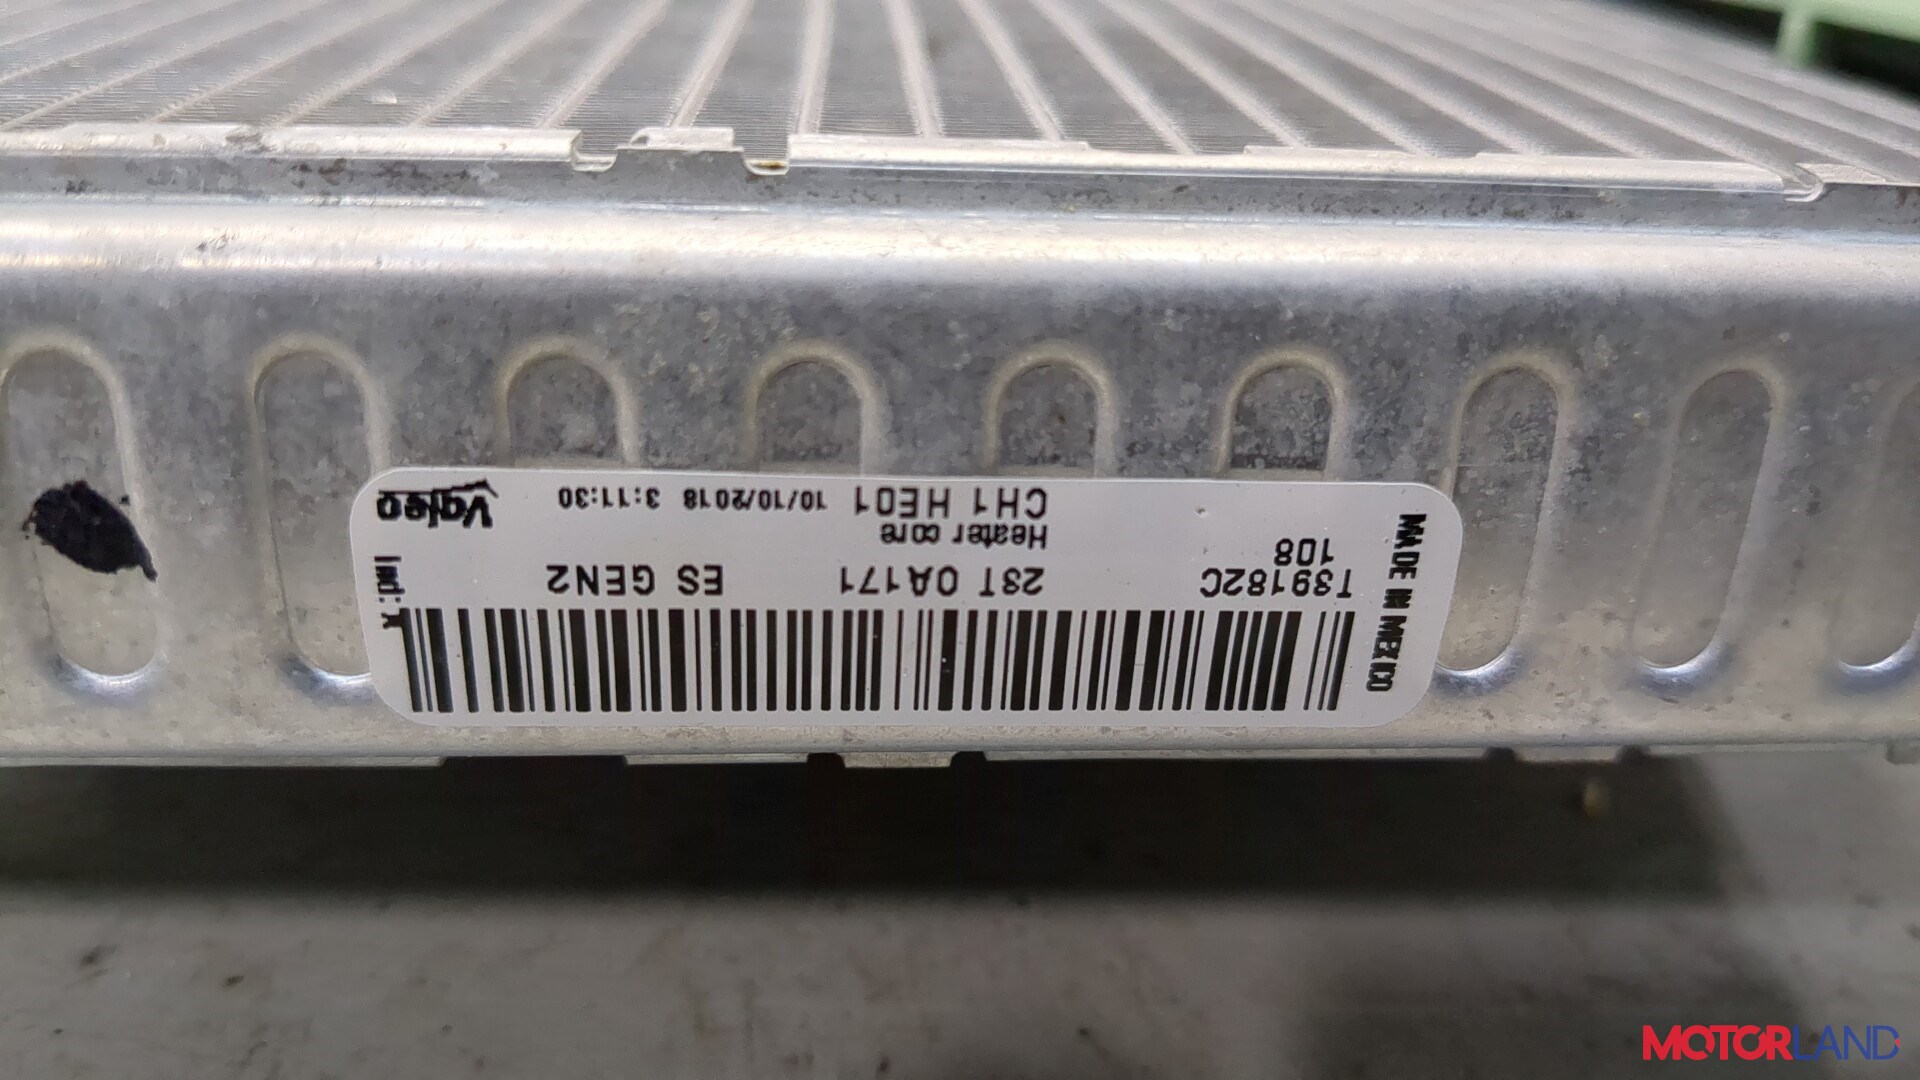 T39182C 23T 0A171 ES GEN2
108
Heater core
CH1 HE01 10/10/2018 3:11:30
Valeo
Ind: X
MADE IN MEXICO
MOTORLAND